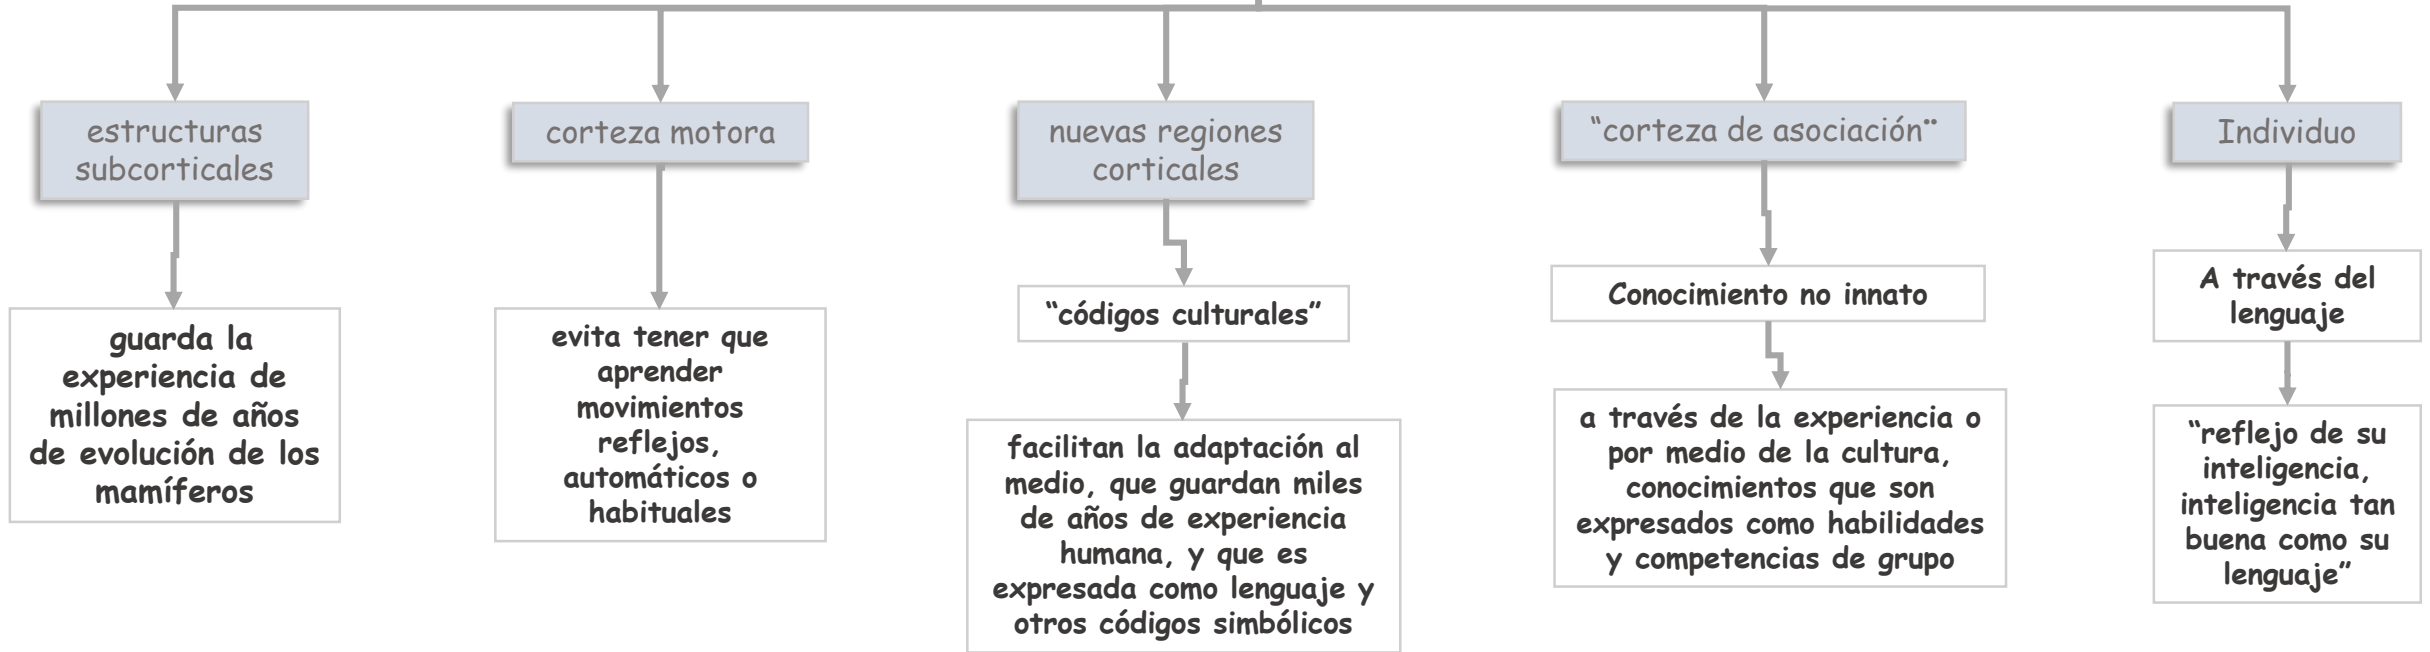 estructuras
subcorticales
guarda la
experiencia de
millones de años
de evolución de los
mamíferos
corteza motora
evita tener que
aprender
movimientos
reflejos,
automáticos o
habituales
nuevas regiones
corticales
“códigos culturales”
facilitan la adaptación al
medio, que guardan miles
de años de experiencia
humana, y que es
expresada como lenguaje y
otros códigos simbólicos
“corteza de asociación¨
Conocimiento no innato
a través de la experiencia o
por medio de la cultura,
conocimientos que son
expresados como habilidades
y competencias de grupo
Individuo
A través del
lenguaje
“reflejo de su
inteligencia,
inteligencia tan
buena como su
lenguaje”